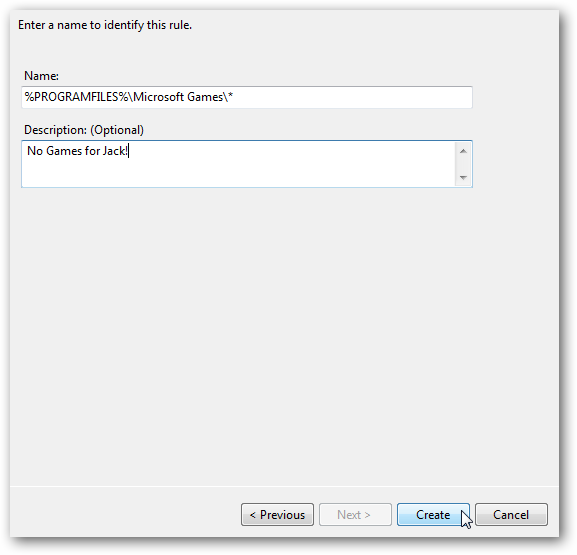 Enter a name to identify this rule.
Name:
%PROGRAMFILES%\Microsoft Games\*
Description: (Optional)
No Games for Jack!
< Previous Next > Create Cancel